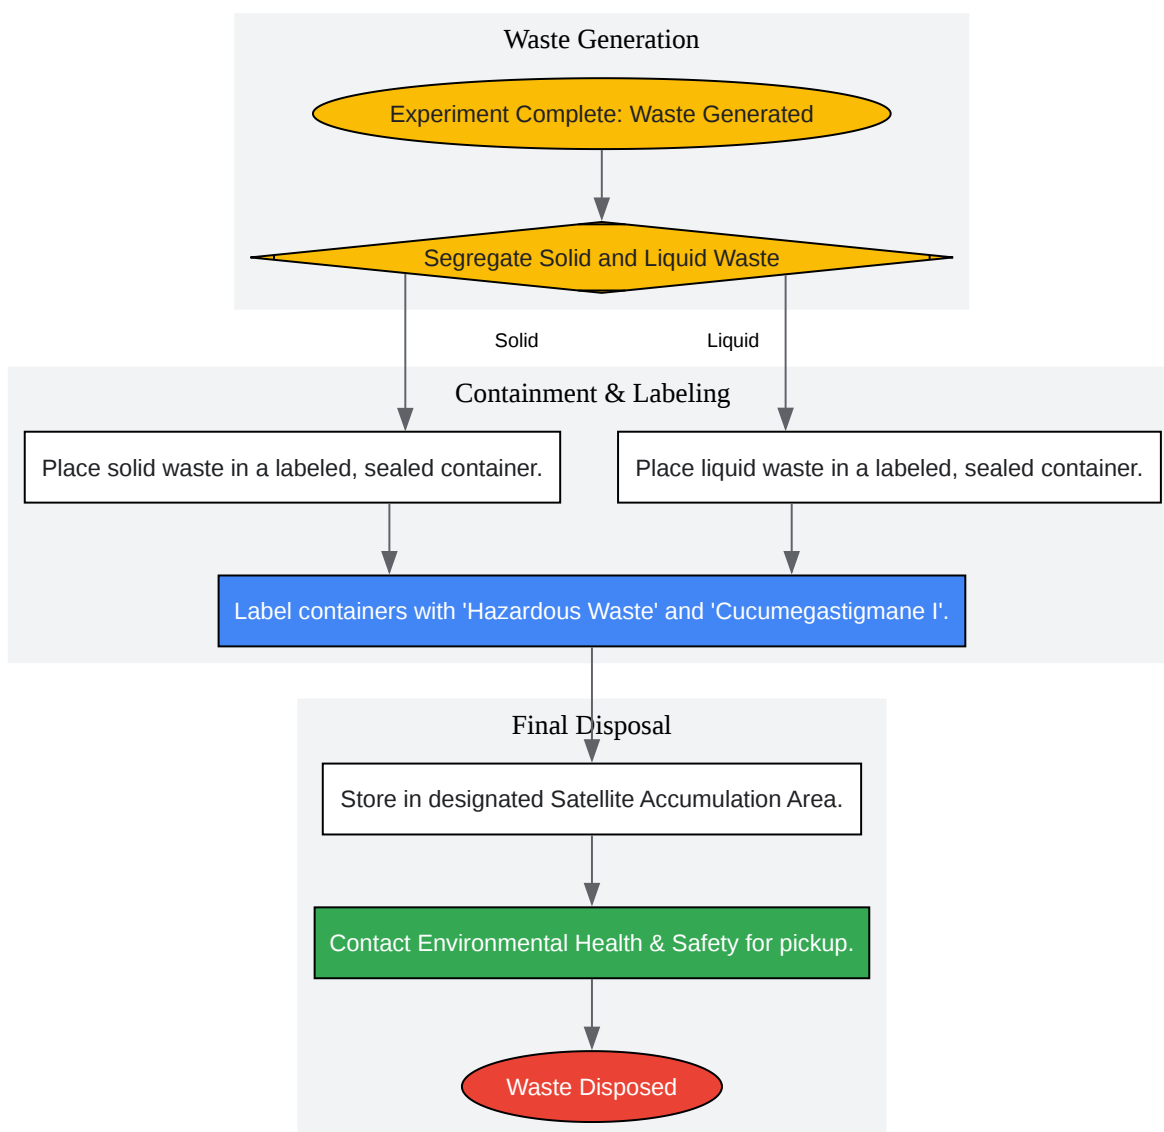 Waste Generation
Experiment Complete: Waste Generated
Segregate Solid and Liquid Waste
Solid
Liquid
Containment & Labeling
Place solid waste in a labeled, sealed container.
Place liquid waste in a labeled, sealed container.
Label containers with 'Hazardous Waste' and 'Cucumegastigmane I'.
Final Disposal
Store in designated Satellite Accumulation Area.
Contact Environmental Health & Safety for pickup.
Waste Disposed